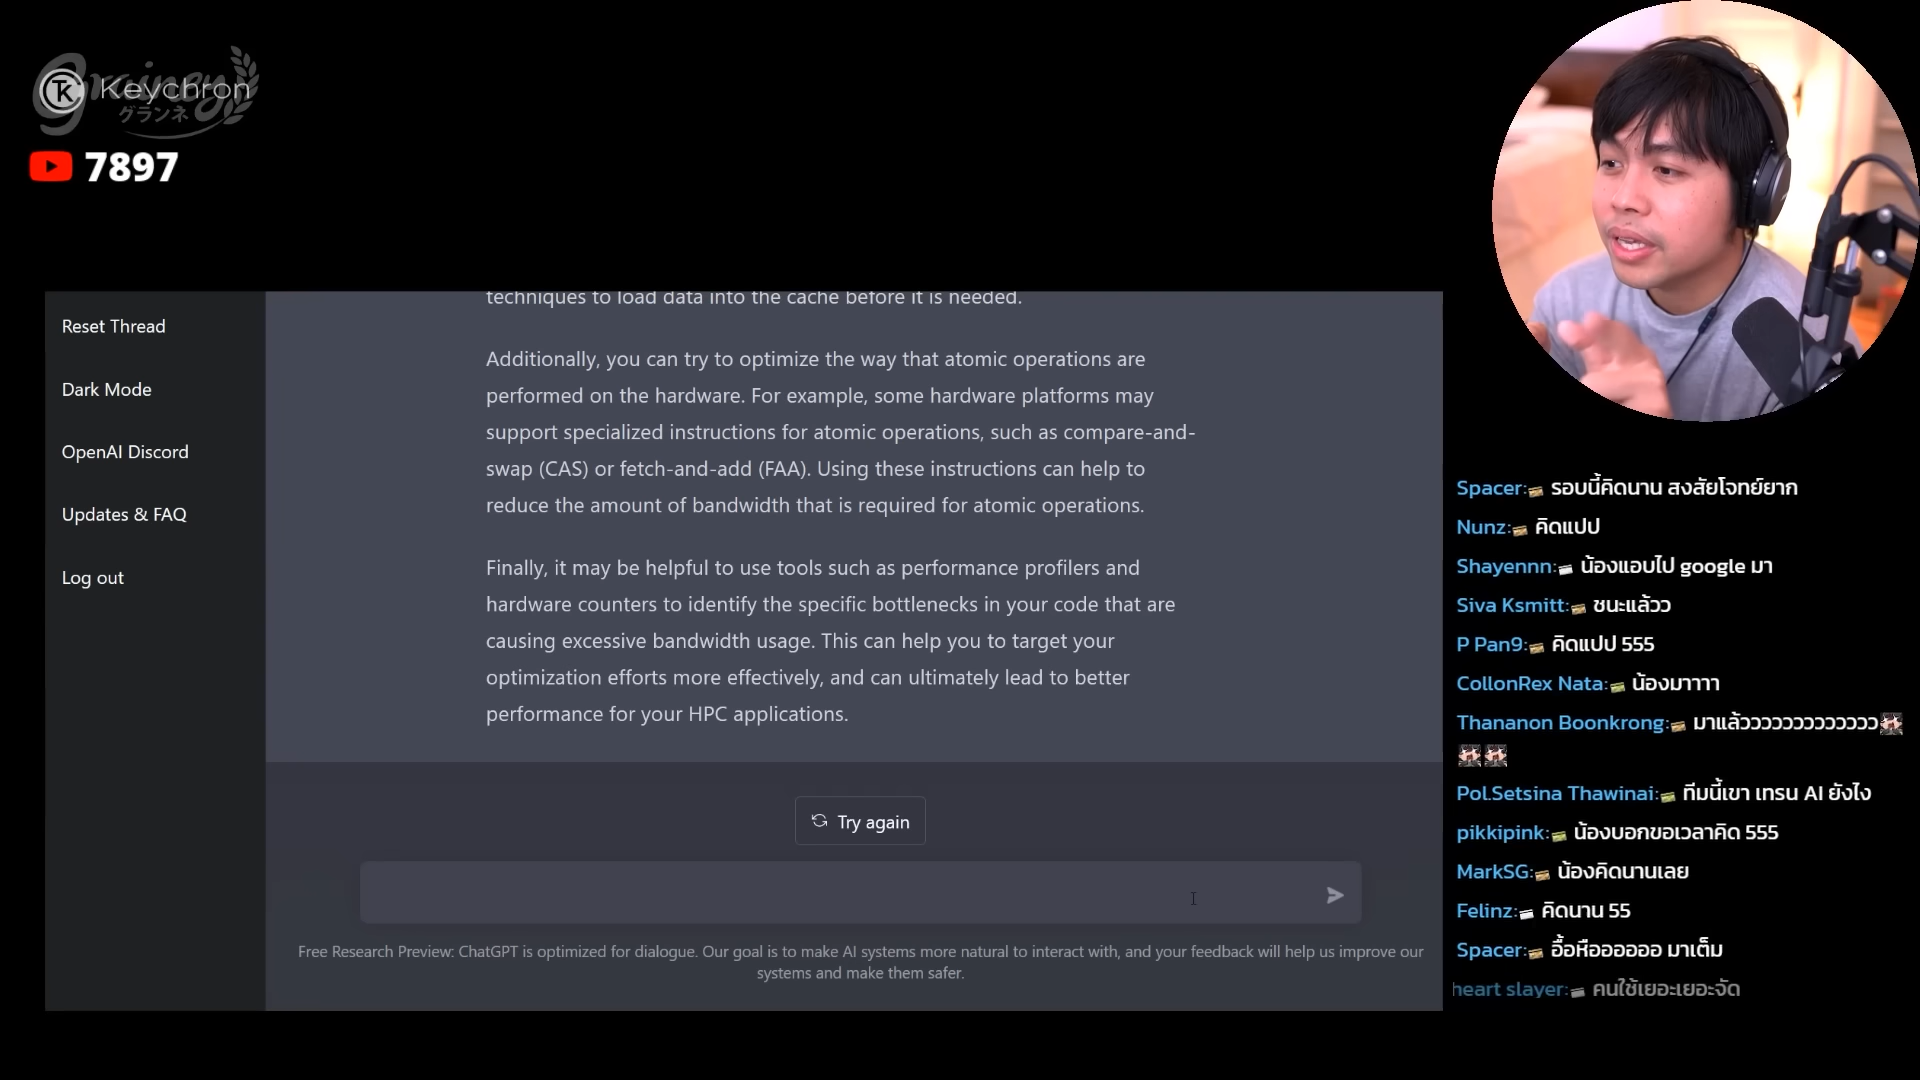 grainey
Keychron
グランネ
7897
Reset Thread
Dark Mode
OpenAI Discord
Updates & FAQ
Log out
techniques to load data into the cache before it is needed.
Additionally, you can try to optimize the way that atomic operations are
performed on the hardware. For example, some hardware platforms may
support specialized instructions for atomic operations, such as compare-and-
swap (CAS) or fetch-and-add (FAA). Using these instructions can help to
reduce the amount of bandwidth that is required for atomic operations.
Finally, it may be helpful to use tools such as performance profilers and
hardware counters to identify the specific bottlenecks in your code that are
causing excessive bandwidth usage. This can help you to target your
optimization efforts more effectively, and can ultimately lead to better
performance for your HPC applications.
Try again
Free Research Preview: ChatGPT is optimized for dialogue. Our goal is to make AI systems more natural to interact with, and your feedback will help us improve our
systems and make them safer.
Spacer: รอบนี้คิดนาน สงสัยโจทย์ยาก
Nunz: คิดแปป
Shayennn: น้องแอบไป google มา
Siva Ksmitt: ชนะแล้วว
P Pan9: คิดแปป 555
CollonRex Nata: น้องมาาาา
Thananon Boonkrong: มาแล้วววววววววววววว
Pol.Setsina Thawinai: ทีมนี้เขา เทรน AI ยังไง
pikkipink: น้องบอกขอเวลาคิด 555
MarkSG: น้องคิดนานเลย
Felinz: คิดนาน 55
Spacer: อื้อหืออออออ มาเต็ม
heart slayer: คนใช้เยอะเยอะจัด